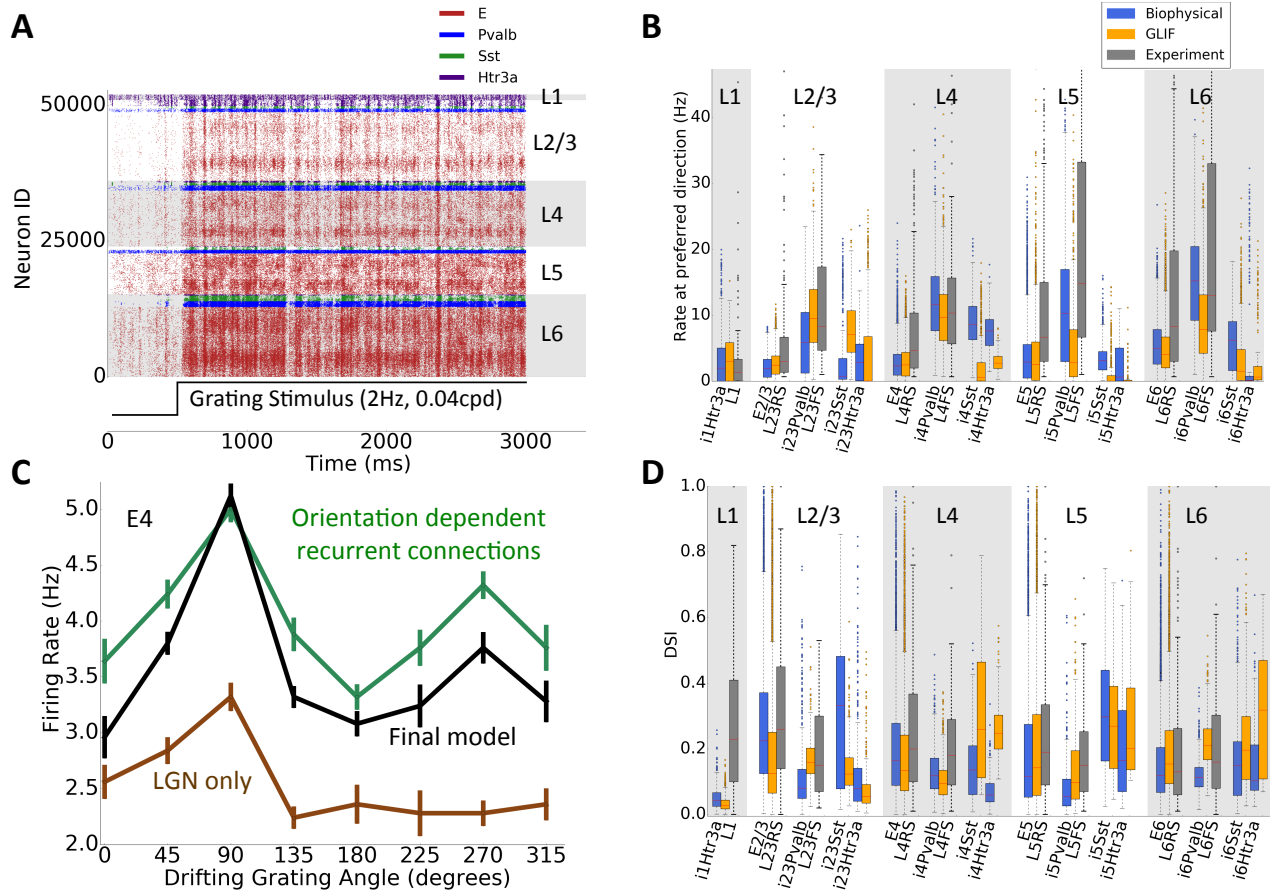 A
E
Pvalb
Sst
Htr3a
50000
25000
0
Neuron ID
L1
L2/3
L4
L5
L6
Grating Stimulus (2Hz, 0.04cpd)
0 1000 2000 3000
Time (ms)
B
Biophysical
GLIF
Experiment
Rate at preferred direction (Hz)
40
30
20
10
0
L1 L2/3 L4 L5 L6
i1Htr3a
L1
E2/3
L23RS
i23Pvalb
L23FS
i23Sst
i23Htr3a
E4
L4RS
i4Pvalb
L4FS
i4Sst
i4Htr3a
E5
L5RS
i5Pvalb
L5FS
i5Sst
i5Htr3a
E6
L6RS
i6Pvalb
L6FS
i6Sst
i6Htr3a
C
E4
Orientation dependent
recurrent connections
Final model
LGN only
Firing Rate (Hz)
5.0
4.5
4.0
3.5
3.0
2.5
2.0
0 45 90 135 180 225 270 315
Drifting Grating Angle (degrees)
D
DSI
1.0
0.8
0.6
0.4
0.2
0.0
L1 L2/3 L4 L5 L6
i1Htr3a
L1
E2/3
L23RS
i23Pvalb
L23FS
i23Sst
i23Htr3a
E4
L4RS
i4Pvalb
L4FS
i4Sst
i4Htr3a
E5
L5RS
i5Pvalb
L5FS
i5Sst
i5Htr3a
E6
L6RS
i6Pvalb
L6FS
i6Sst
i6Htr3a